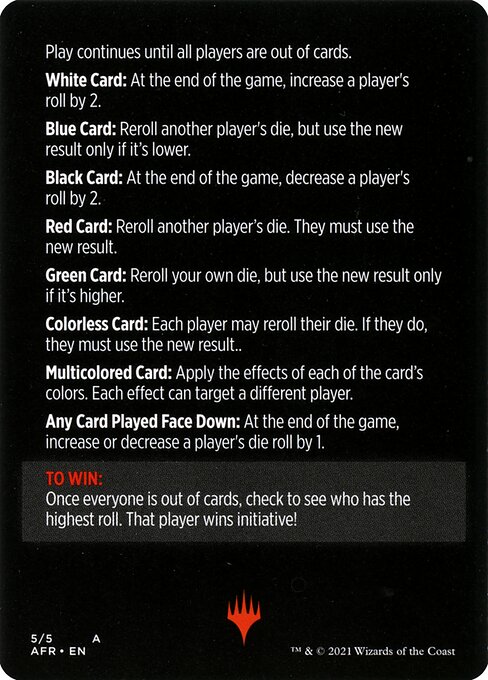 Play continues until all players are out of cards.
White Card: At the end of the game, increase a player's
roll by 2.
Blue Card: Reroll another player's die, but use the new
result only if it's lower.
Black Card: At the end of the game, decrease a player's
roll by 2.
Red Card: Reroll another player's die. They must use the
new result.
Green Card: Reroll your own die, but use the new result only
if it's higher.
Colorless Card: Each player may reroll their die. If they do,
they must use the new result..
Multicolored Card: Apply the effects of each of the card's
colors. Each effect can target a different player.
Any Card Played Face Down: At the end of the game,
increase or decrease a player's die roll by 1.
TO WIN:
Once everyone is out of cards, check to see who has the
highest roll. That player wins initiative!
5/5 A
AFR • EN
™ & © 2021 Wizards of the Coast